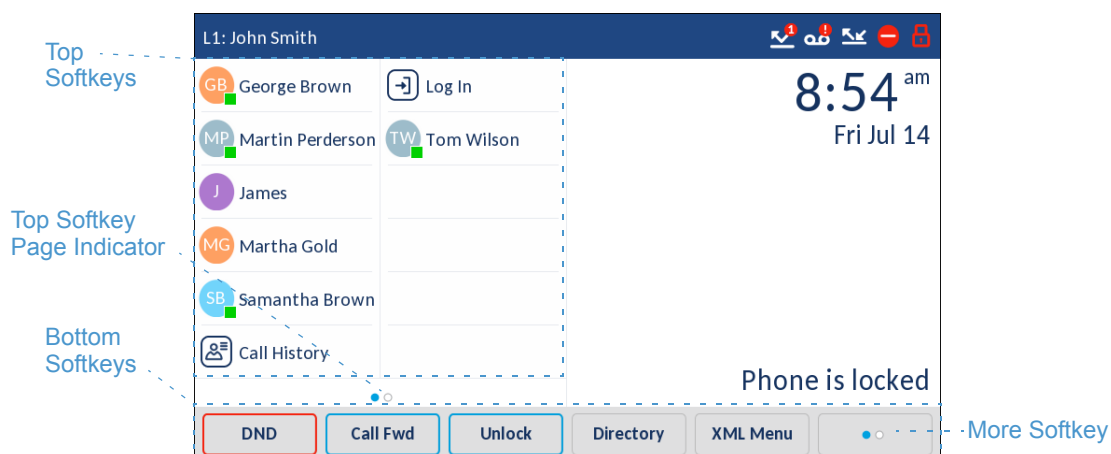 L1: John Smith
1
!
Top
Softkeys
GB George Brown
Log In
8:54 am
MP Martin Perderson
TW Tom Wilson
Fri Jul 14
J James
Top Softkey
Page Indicator
MG Martha Gold
SB Samantha Brown
Bottom
Softkeys
Call History
Phone is locked
DND
Call Fwd
Unlock
Directory
XML Menu
More Softkey